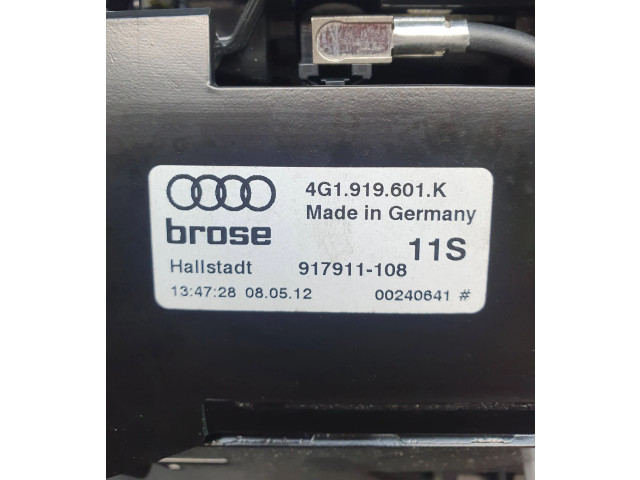 4G1.919.601.K
Made in Germany
brose
11S
Hallstadt 917911-108
13:47:28 08.05.12 00240641 #